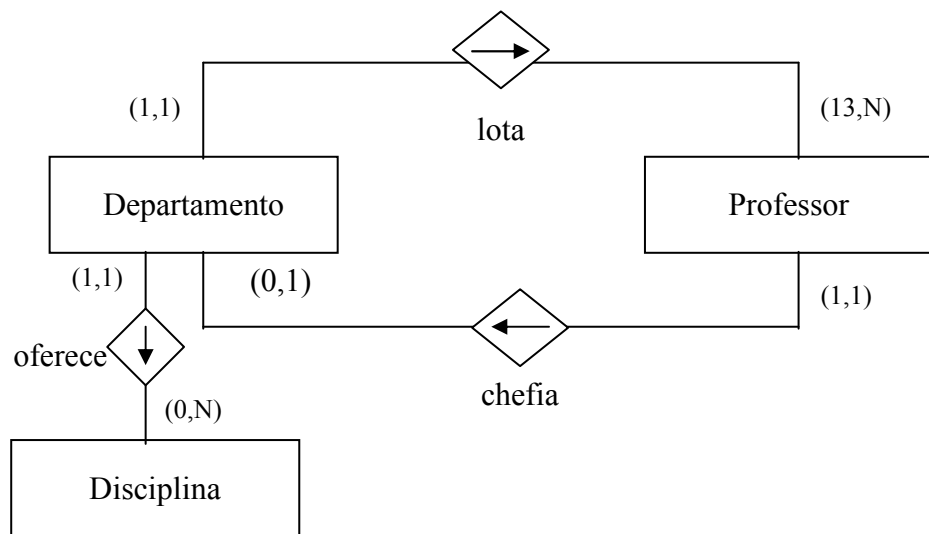 (1,1)
lota
(13,N)
Departamento
Professor
(1,1)
(0,1)
(1,1)
oferece
chefia
(0,N)
Disciplina